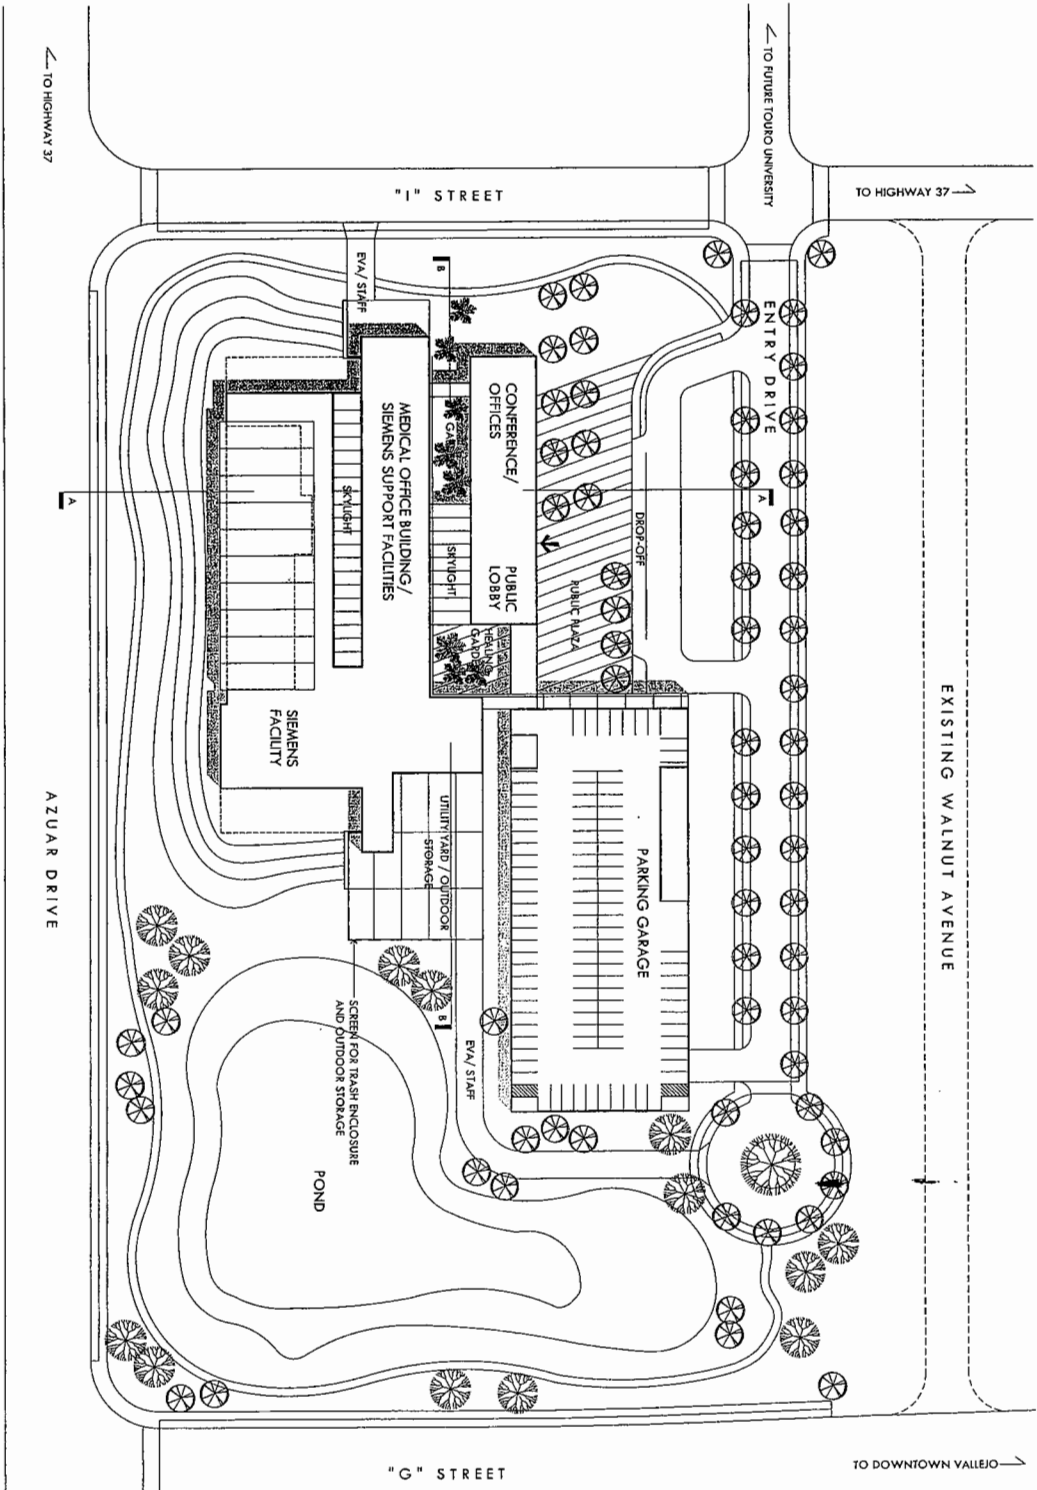 TO HIGHWAY 37
TO FUTURE TOURO UNIVERSITY
"I" STREET
TO HIGHWAY 37
EVA/ STAFF
B
ENTRY DRIVE
CONFERENCE/
OFFICES
MEDICAL OFFICE BUILDING/
SIEMENS SUPPORT FACILITIES
SKYLIGHT
A
A
DROP-OFF
SKYLIGHT
PUBLIC
LOBBY
PUBLIC PLAZA
HEALING
GARDEN
SIEMENS
FACILITY
EXISTING WALNUT AVENUE
AZUAR DRIVE
UTILITY YARD / OUTDOOR
STORAGE
PARKING GARAGE
B
SCREEN FOR TRASH ENCLOSURE
AND OUTDOOR STORAGE
EVA/ STAFF
POND
"G" STREET
TO DOWNTOWN VALLEJO